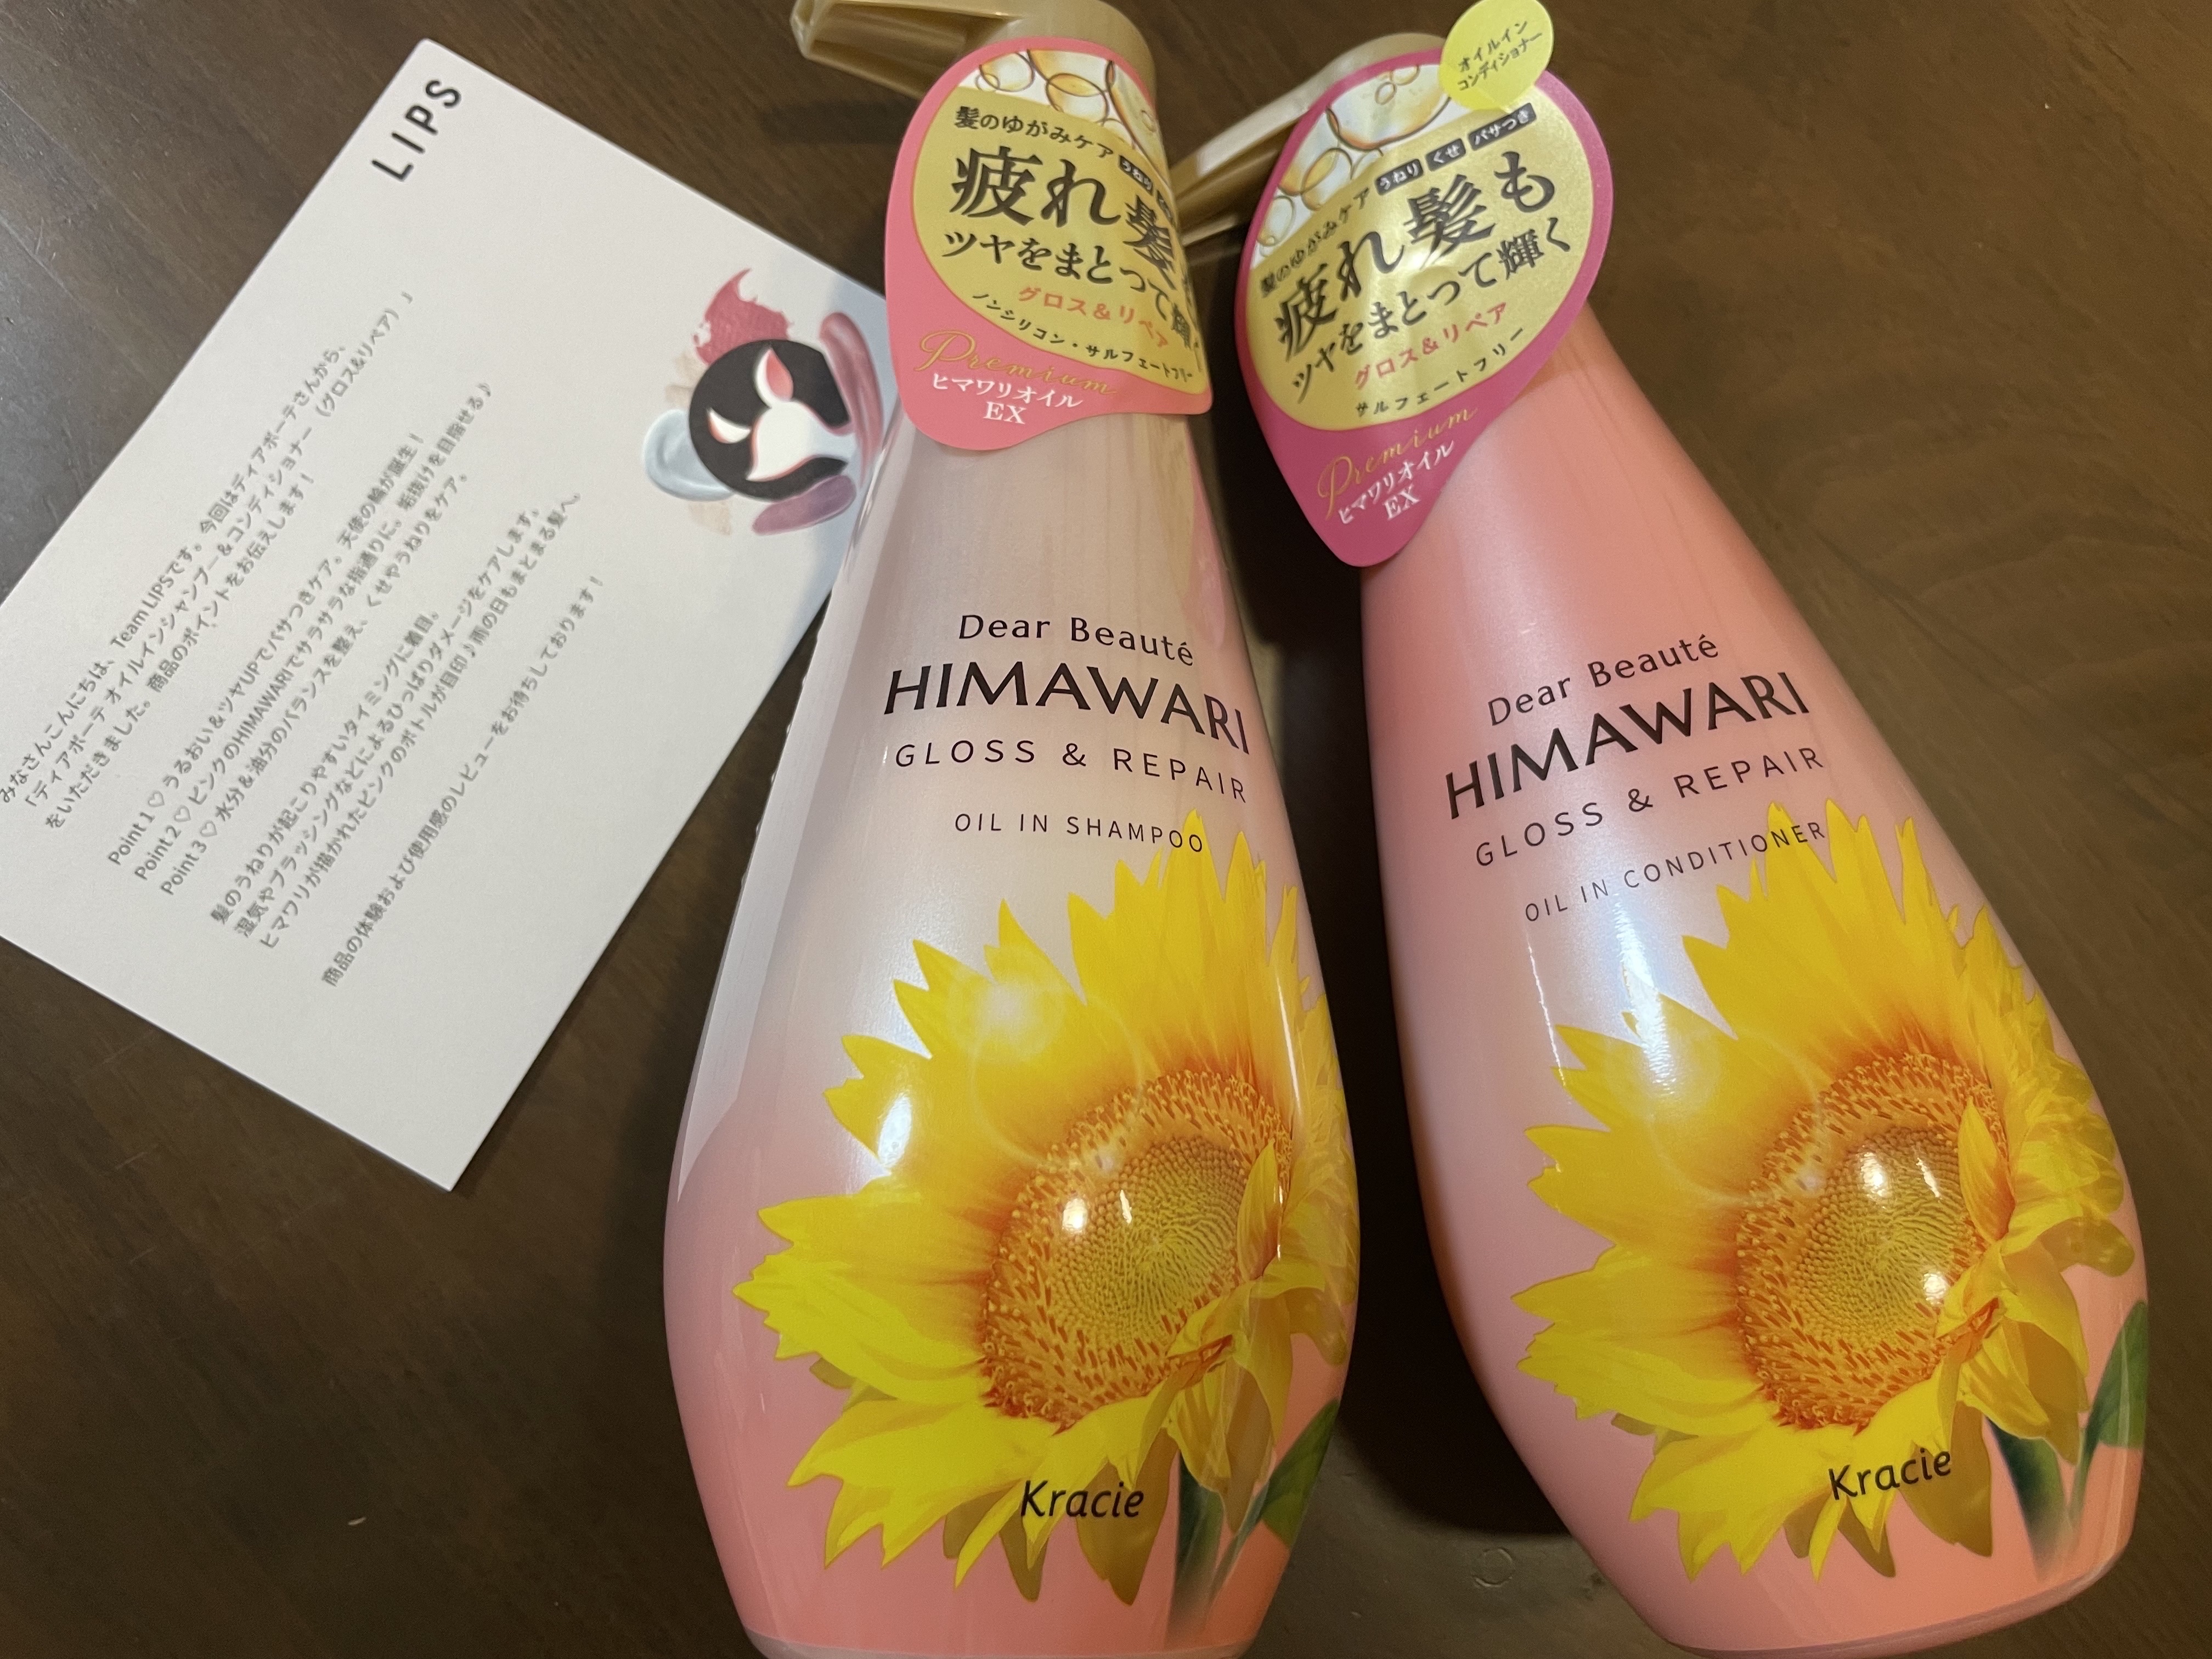 LIPS
みなさんこんにちは、Team LIPSです。今回はディアボーテさんから、
「ディアボーテ オイルインシャンプー＆コンディショナー（グロス&リペア）」
をいただきました。商品のポイントをお伝えします！
Point 1♡うるおい＆ツヤUPでパサつきケア。天使の輪が誕生！
Point 2♡ピンクのHIMAWARIでサラサラな指通りに。垢抜けを目指せる♪
Point 3♡水分＆油分のバランスを整え、くせやうねりをケア。
髪のうねりが起こりやすいタイミングに着目。
湿気やブラッシングなどによるひっぱりダメージをケアします。
ヒマワリが描かれたピンクのボトルが目印♪雨の日もまとまる髪へ。
商品の体験および使用感のレビューをお待ちしております！
髪のゆがみケア うねり
疲れ髪
ツヤをまとって輝
グロス&リペア
ノンシリコン・サルフェートフリー
Premium
ヒマワリオイル
EX
Dear Beauté
HIMAWARI
GLOSS & REPAIR
OIL IN SHAMPOO
Kracie
オイルイン
コンディショナー
髪のゆがみケア うねり くせ パサつき
疲れ髪も
ツヤをまとって輝く
グロス&リペア
サルフェートフリー
Premium
ヒマワリオイル
EX
Dear Beauté
HIMAWARI
GLOSS & REPAIR
OIL IN CONDITIONER
Kracie